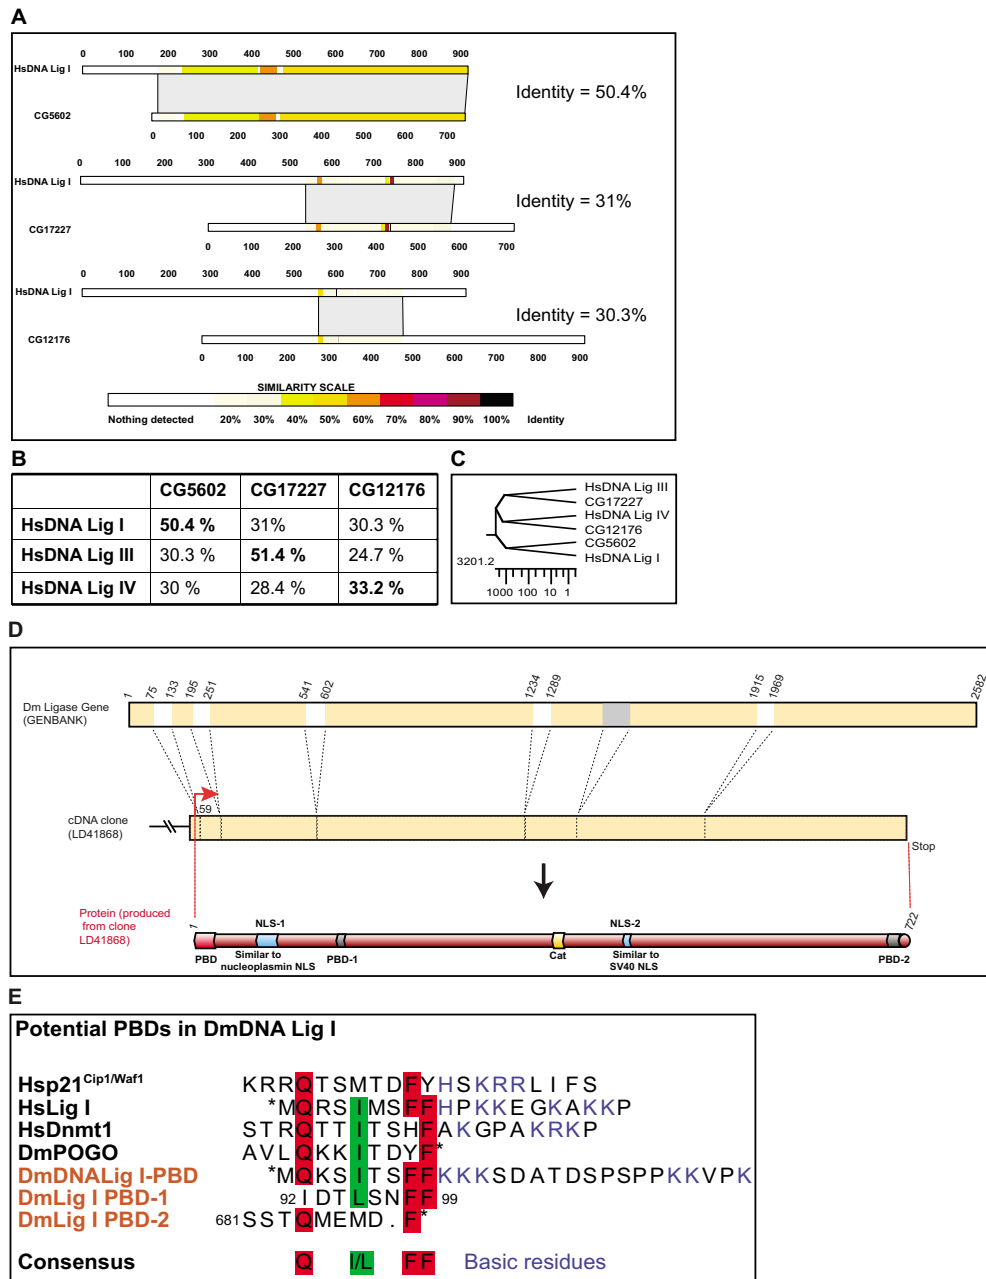 A
0 100 200 300 400 500 600 700 800 900
HsDNA Lig I
Identity = 50.4%
CG5602
0 100 200 300 400 500 600 700
0 100 200 300 400 500 600 700 800 900
HsDNA Lig I
Identity = 31%
CG17227
0 100 200 300 400 500 600 700
0 100 200 300 400 500 600 700 800 900
HsDNA Lig I
Identity = 30.3%
CG12176
0 100 200 300 400 500 600 700 800 900
SIMILARITY SCALE
Nothing detected 20% 30% 40% 50% 60% 70% 80% 90% 100% Identity
B
CG5602 CG17227 CG12176
HsDNA Lig I 50.4 % 31% 30.3 %
HsDNA Lig III 30.3 % 51.4 % 24.7 %
HsDNA Lig IV 30 % 28.4 % 33.2 %
C
HsDNA Lig III
CG17227
HsDNA Lig IV
CG12176
CG5602
HsDNA Lig I
3201.2
1000 100 10 1
D
1 75 133 195 251 541 602 1234 1289 1915 1969 2582
Dm Ligase Gene
(GENBANK)
59
cDNA clone
(LD41868)
Stop
Protein (produced
from clone
LD41868)
1
722
NLS-1
NLS-2
PBD
Similar to
nucleoplasmin NLS
PBD-1
Cat
Similar to
SV40 NLS
PBD-2
E
Potential PBDs in DmDNA Lig I
Hsp21Cip1/Waf1 KRRQTSMTDFYHSKRRLIFS
HsLig I *MQRSIMSFFHPKKEGKAKKP
HsDnmt1 STRQTTITSHFAKGPAKRKP
DmPOGO AVLQKKITDYF*
DmDNALig I-PBD *MQKSITSFFKKKSDATDSPSPPKKVPK
DmLig I PBD-1 92 IDTLSNFF 99
DmLig I PBD-2 681 SSTQMEMD.F*
Consensus Q I/L FF Basic residues